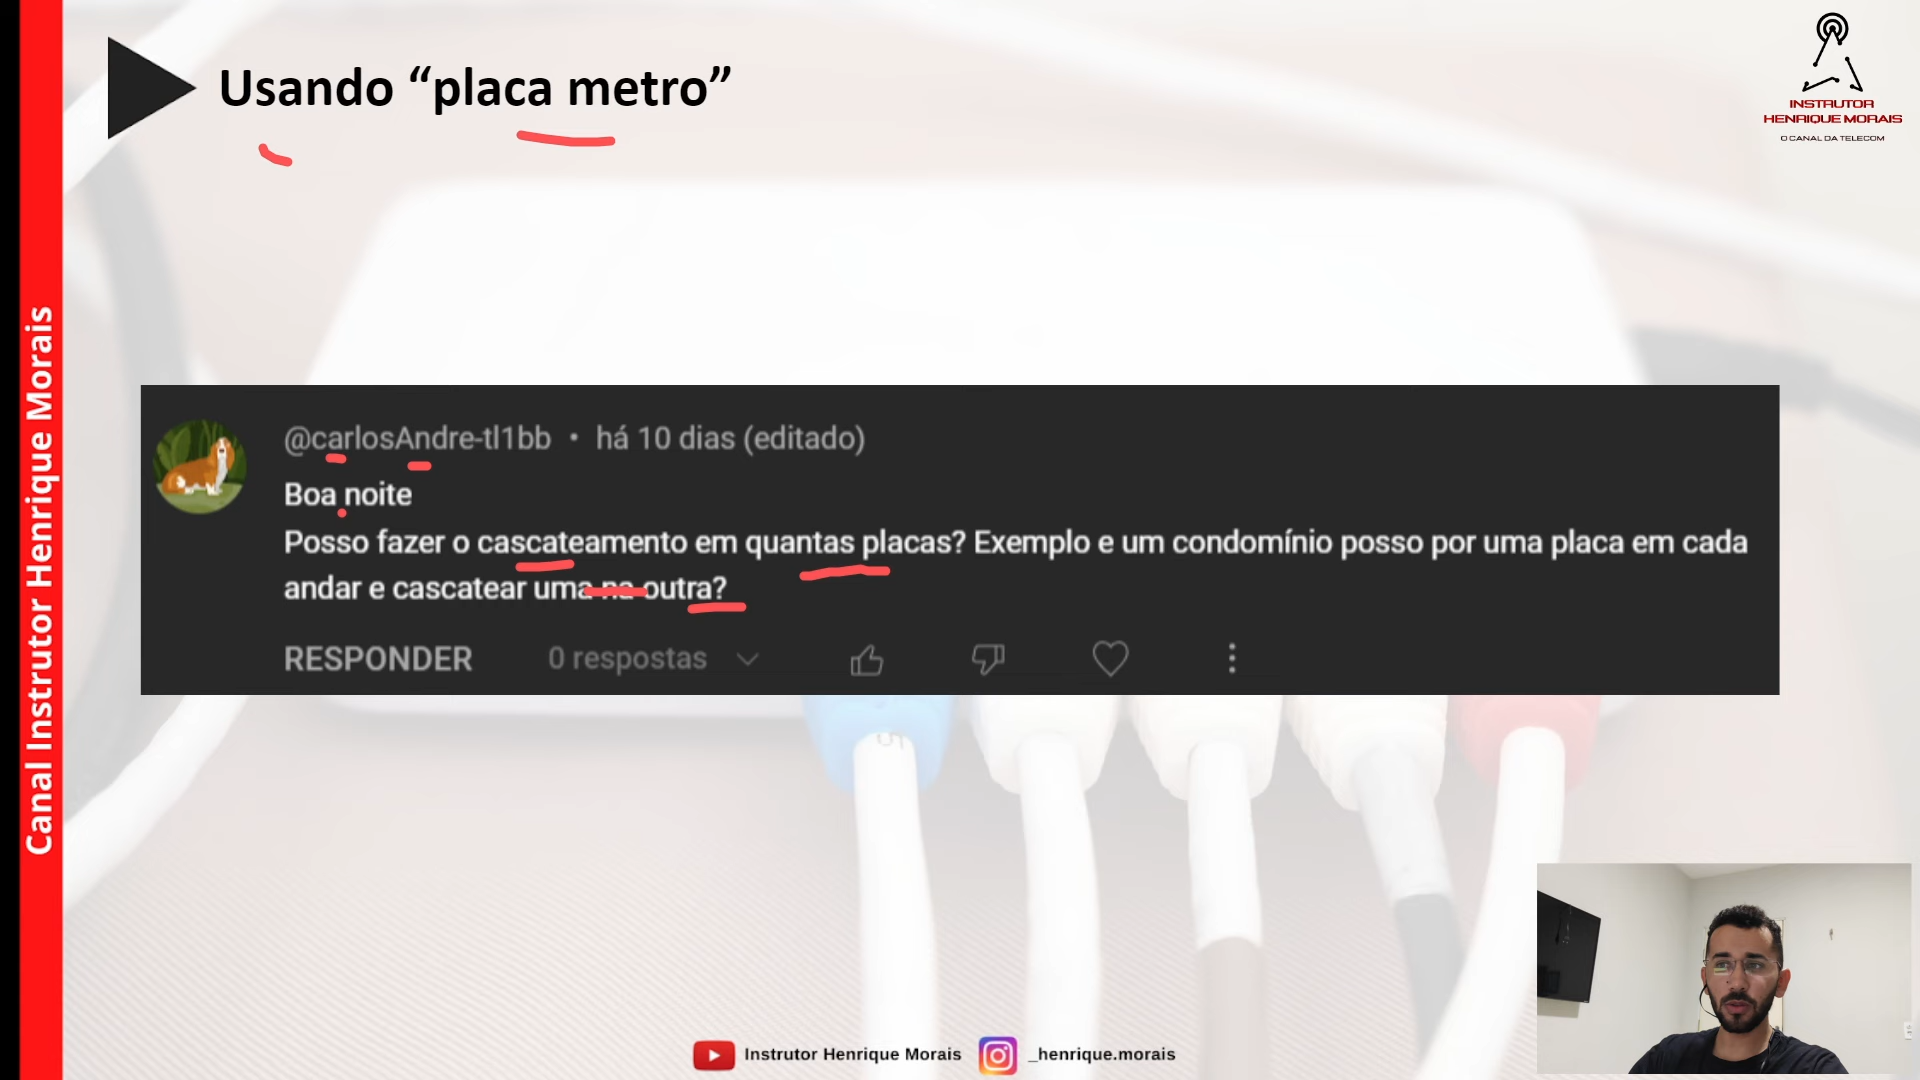 Usando “placa metro”
INSTRUTOR
HENRIQUE MORAIS
O CANAL DA TELECOM
Canal Instrutor Henrique Morais
@carlosAndre-tl1bb • há 10 dias (editado)
Boa noite
Posso fazer o cascateamento em quantas placas? Exemplo e um condomínio posso por uma placa em cada
andar e cascatear uma na outra?
RESPONDER 0 respostas
Instrutor Henrique Morais _henrique.morais